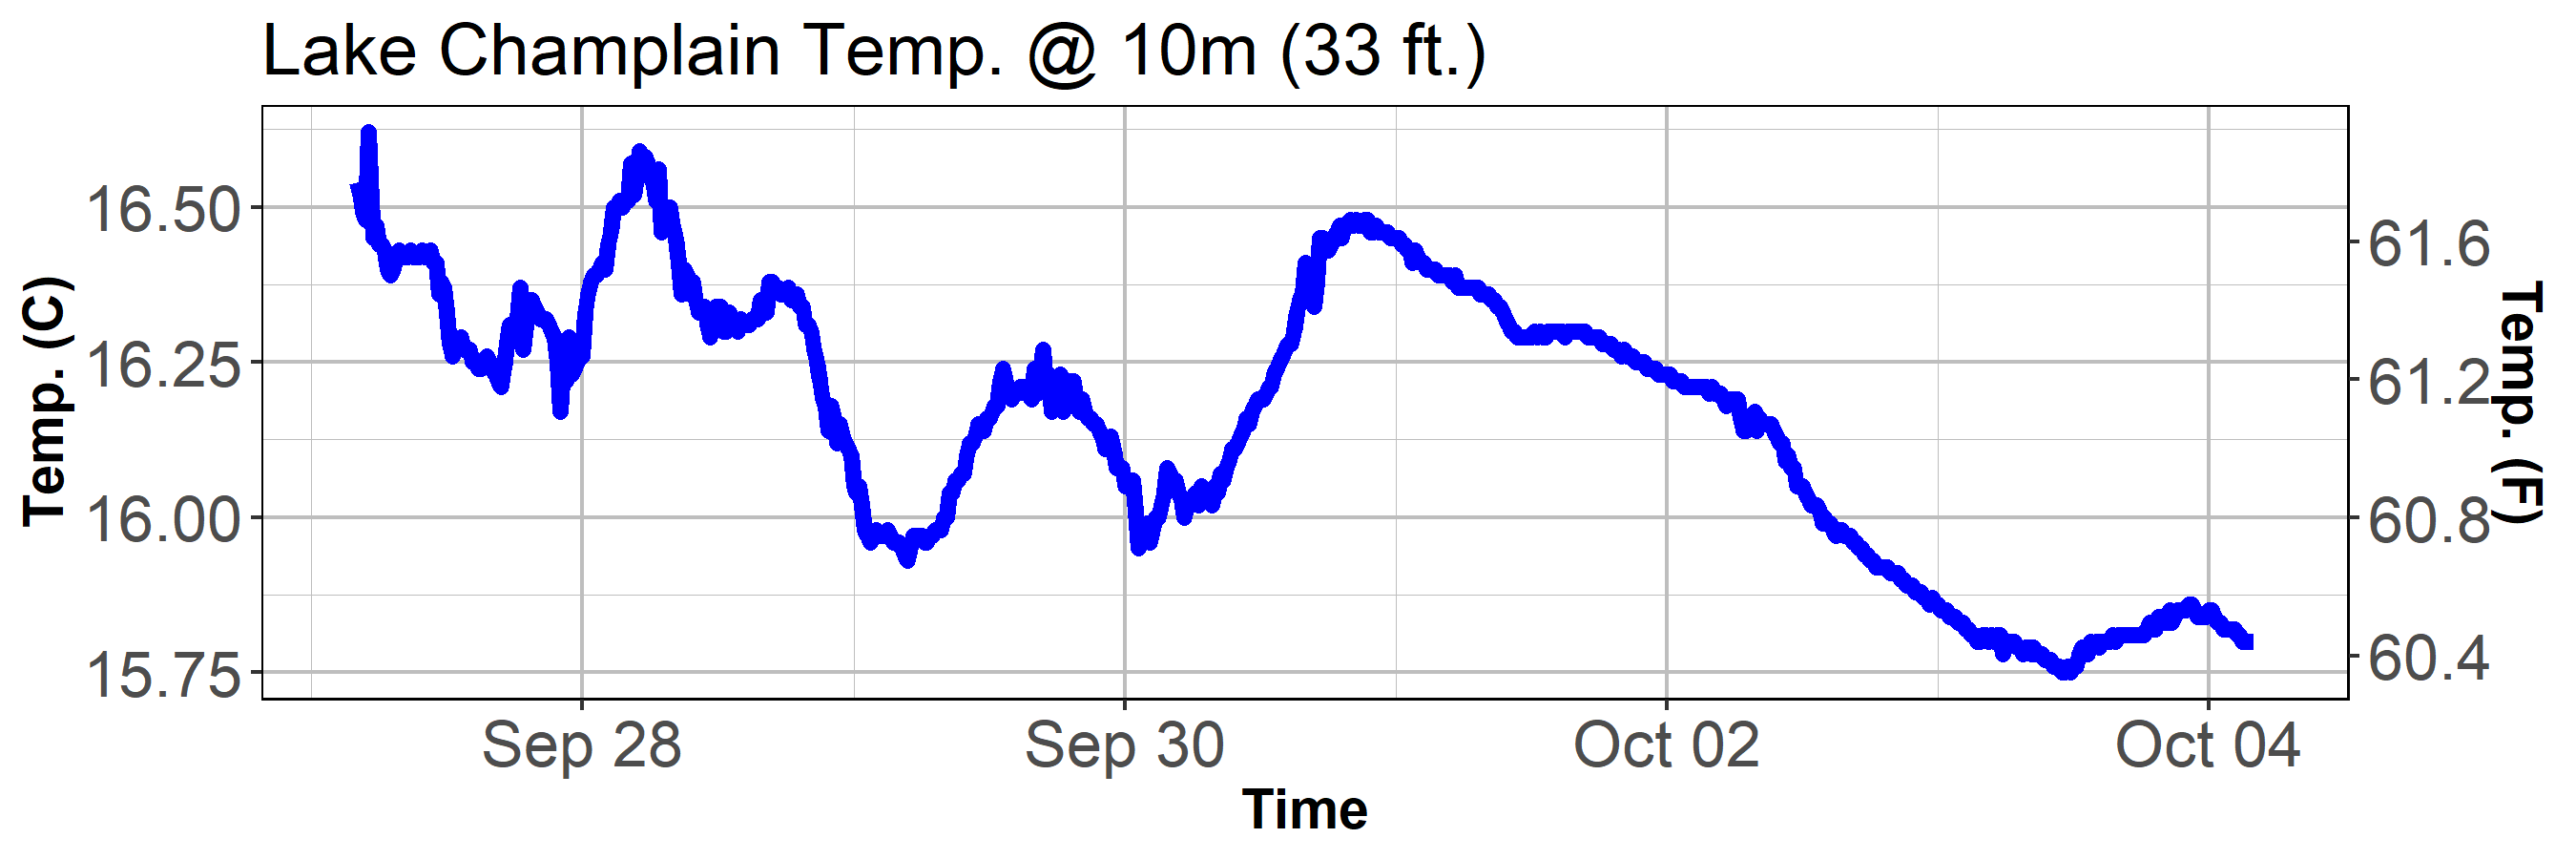 Lake Champlain Temp. @ 10m (33 ft.)
Temp. (C)
16.50
16.25
16.00
15.75
61.6
61.2
60.8
60.4
Temp. (F)
Sep 28
Sep 30
Oct 02
Oct 04
Time